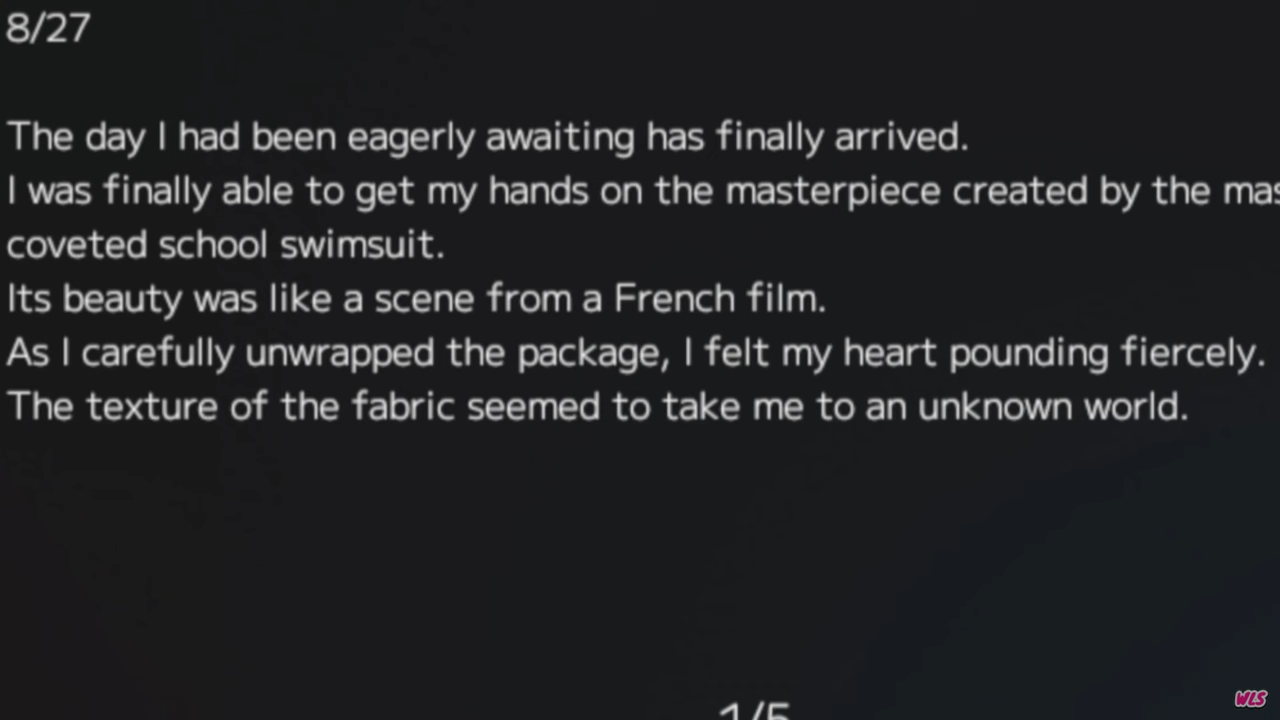 8/27
The day I had been eagerly awaiting has finally arrived.
I was finally able to get my hands on the masterpiece created by the
coveted school swimsuit.
Its beauty was like a scene from a French film.
As I carefully unwrapped the package, I felt my heart pounding fiercely.
The texture of the fabric seemed to take me to an unknown world.
1/5
WLS